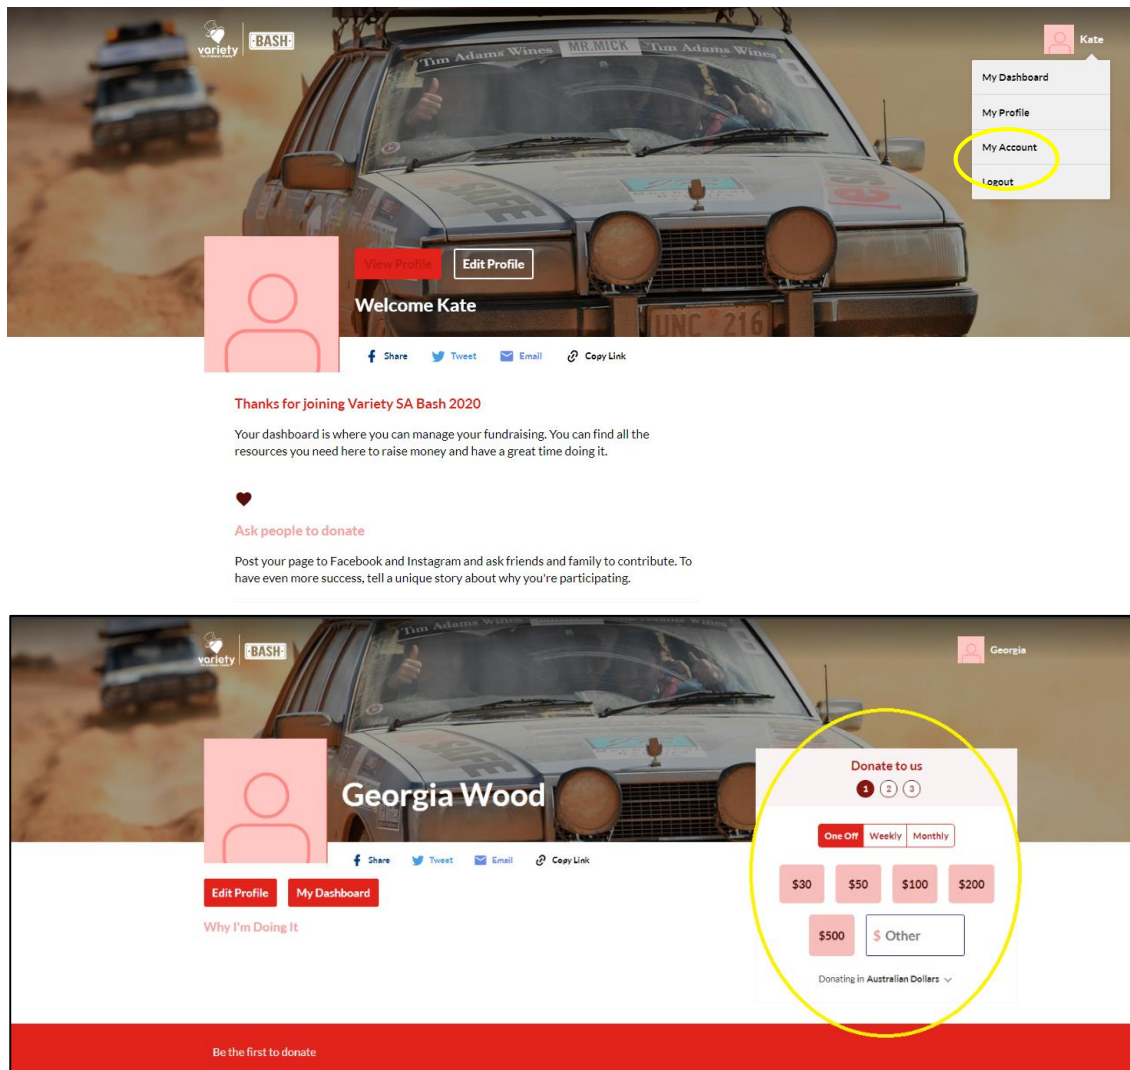 variety
·BASH·
Kate
Tim Adams Wines MR.MICK Tim Adams Wines
My Dashboard
My Profile
My Account
Logout
SAFE
View Profile
Edit Profile
Welcome Kate
UNC 216
Share
Tweet
Email
Copy Link
Thanks for joining Variety SA Bash 2020
Your dashboard is where you can manage your fundraising. You can find all the
resources you need here to raise money and have a great time doing it.
Ask people to donate
Post your page to Facebook and Instagram and ask friends and family to contribute. To
have even more success, tell a unique story about why you're participating.
variety
·BASH·
Tim Adams Wines
Georgia
SAFE
Georgia Wood
Donate to us
1 2 3
One Off Weekly Monthly
Share
Tweet
Email
Copy Link
$30 $50 $100 $200
Edit Profile
My Dashboard
Why I'm Doing It
$500 $ Other
Donating in Australian Dollars
Be the first to donate